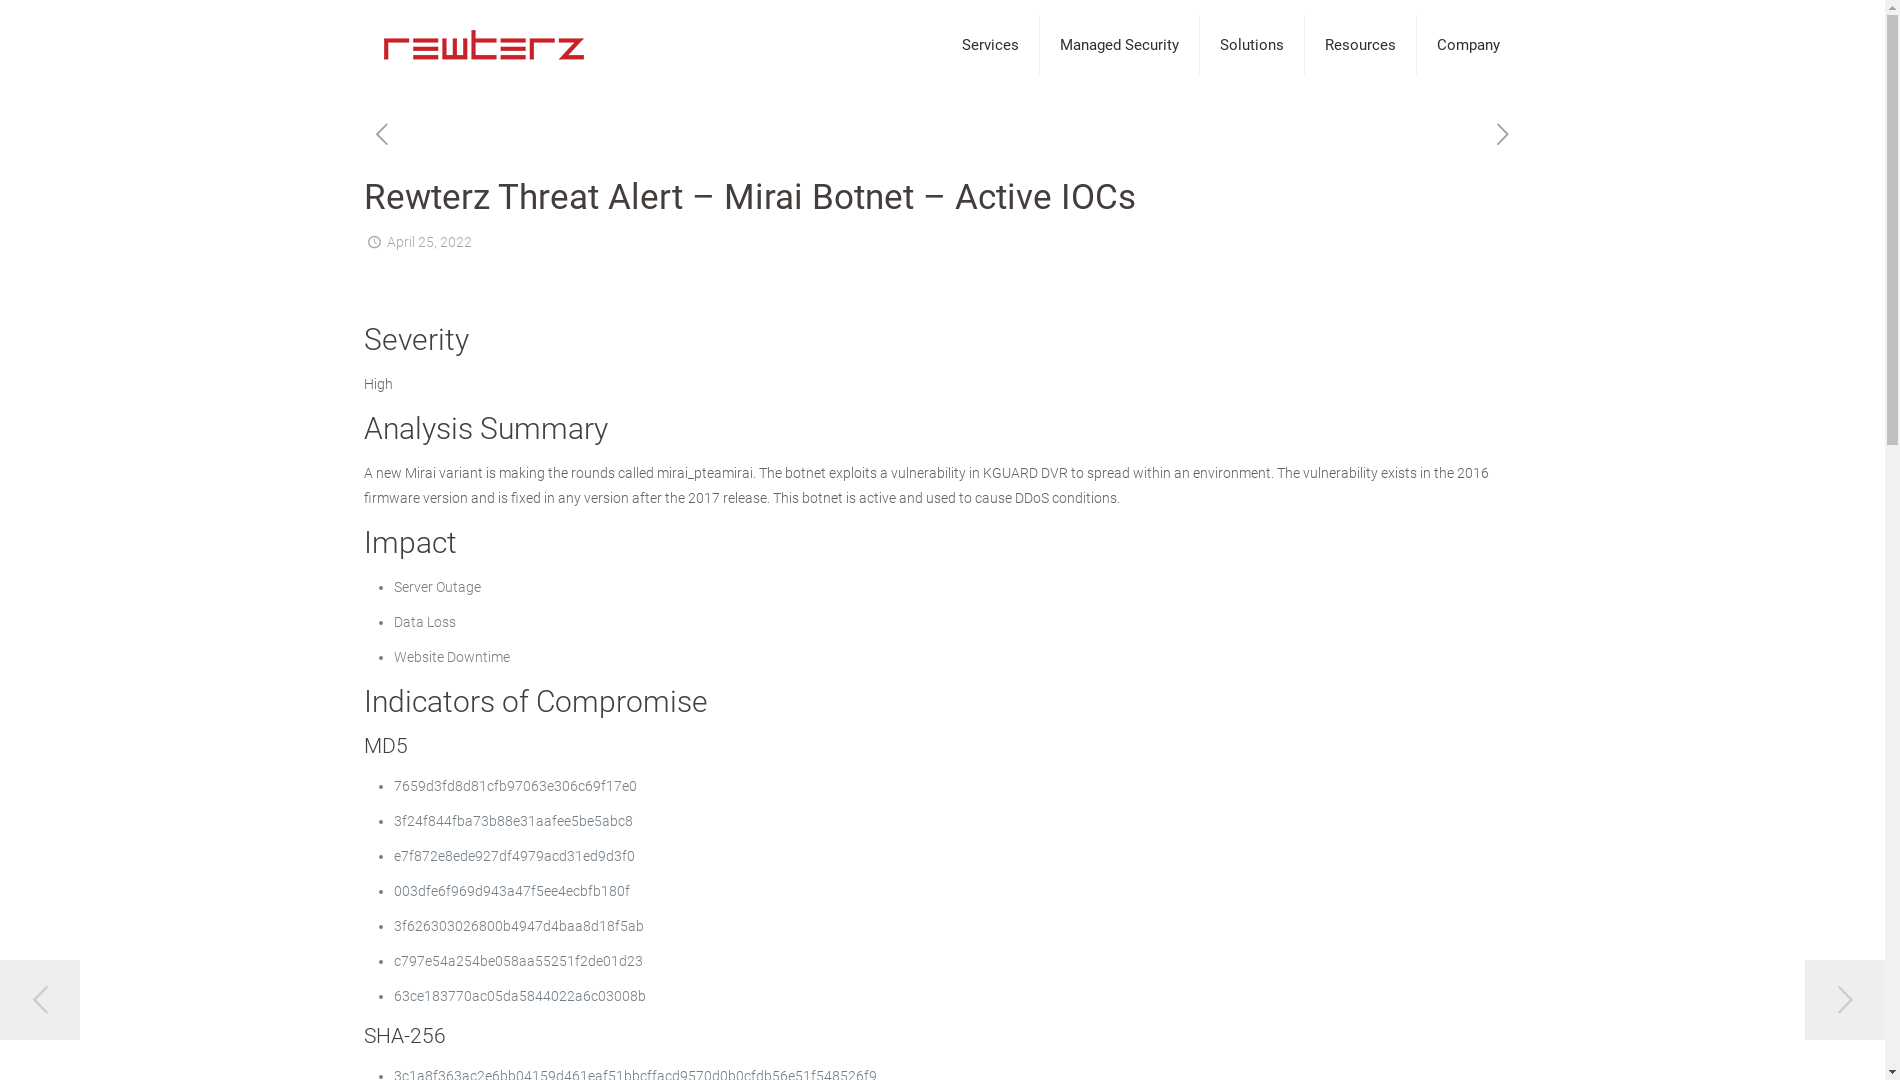 rewterz
Services
Managed Security
Solutions
Resources
Company
Rewterz Threat Alert – Mirai Botnet – Active IOCs
April 25, 2022
Severity
High
Analysis Summary
A new Mirai variant is making the rounds called mirai_pteamirai. The botnet exploits a vulnerability in KGUARD DVR to spread within an environment. The vulnerability exists in the 2016
firmware version and is fixed in any version after the 2017 release. This botnet is active and used to cause DDoS conditions.
Impact
Server Outage
Data Loss
Website Downtime
Indicators of Compromise
MD5
7659d3fd8d81cfb97063e306c69f17e0
3f24f844fba73b88e31aafee5be5abc8
e7f872e8ede927df4979acd31ed9d3f0
003dfe6f969d943a47f5ee4ecbfb180f
3f626303026800b4947d4baa8d18f5ab
c797e54a254be058aa55251f2de01d23
63ce183770ac05da5844022a6c03008b
SHA-256
3c1a8f363ac2e6bb04159d461eaf51bbcffacd9570d0b0cfdb56e51f548526f9